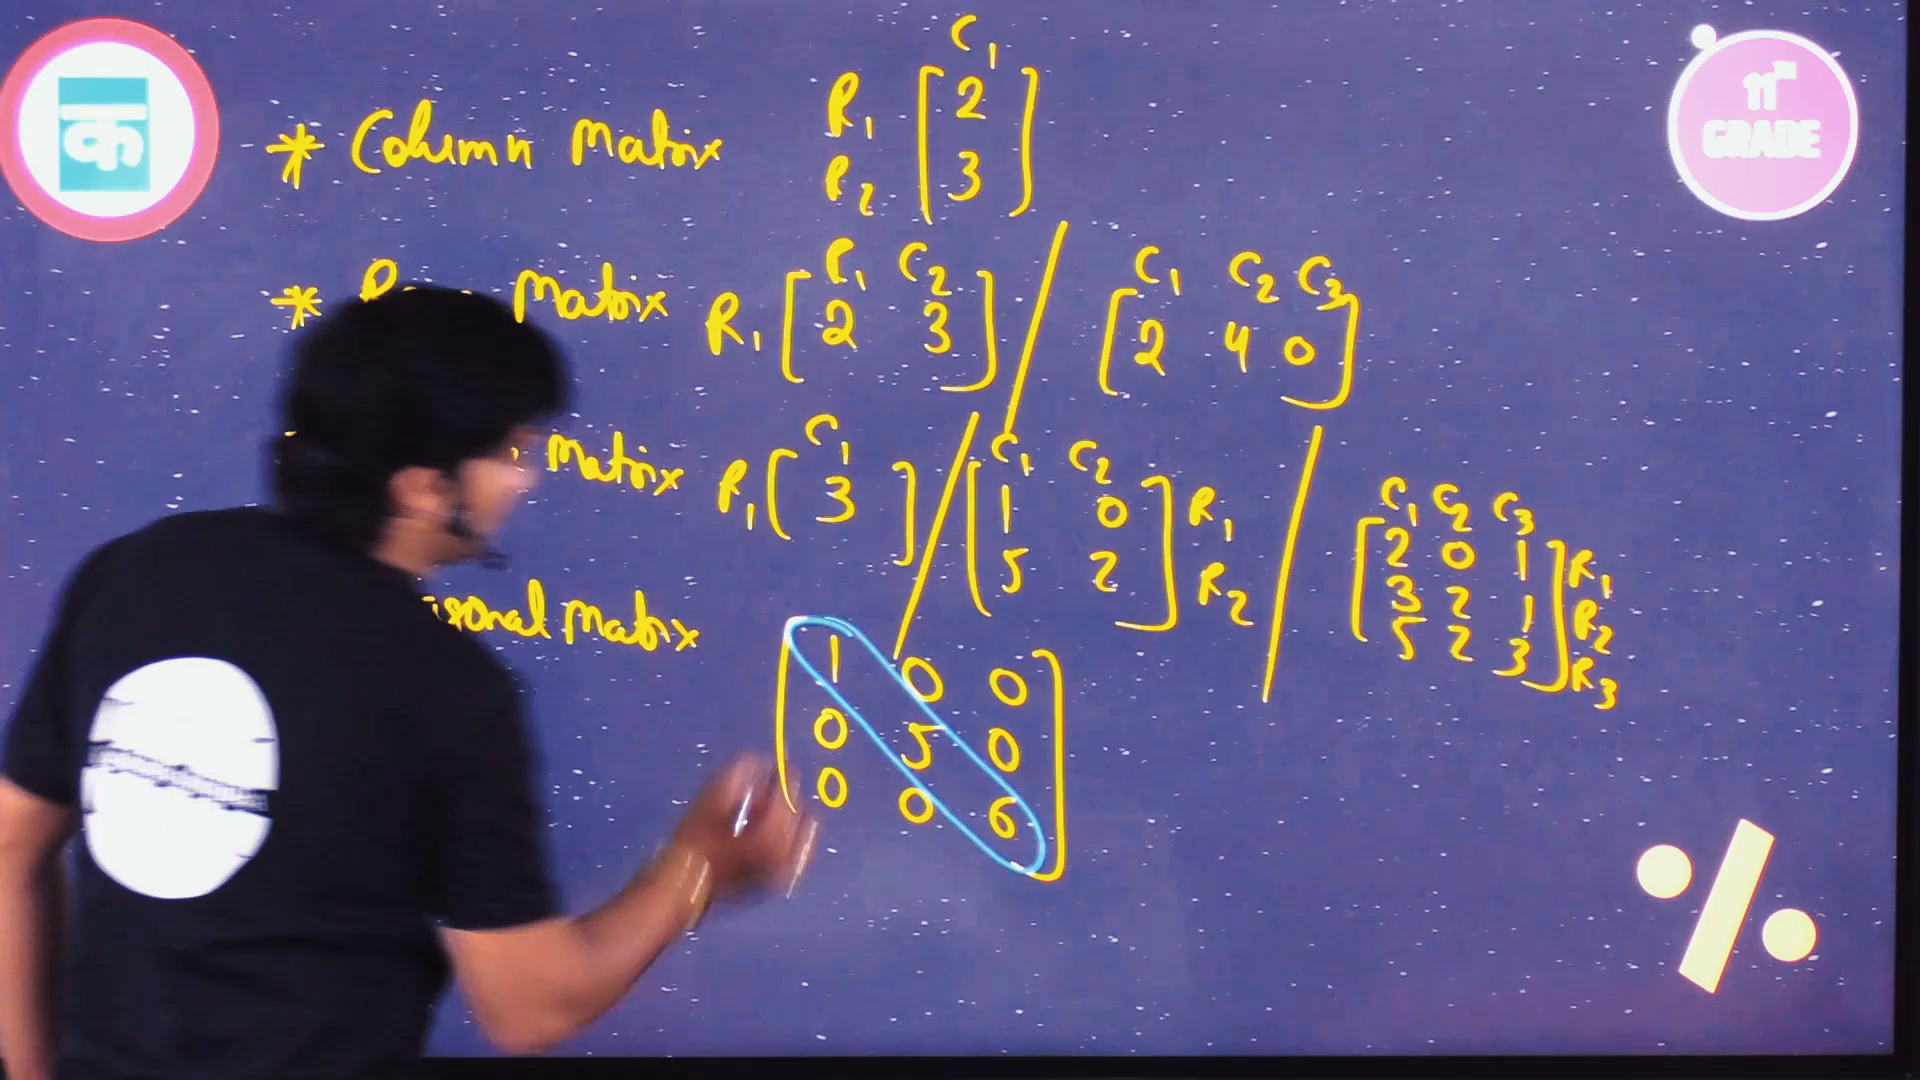 क
11TH
GRADE
C1
* Column Matrix R1 [2]
R2 [3]
* Matrix R1 C2
R1 [2 3] / C1 C2 C3
[2 4 0]
Matrix C1
R1 [3] / C1 C2
[1 0] R1
[5 2] R2 / C1 C2 C3
[2 0 1] R1
[3 2 1] R2
[5 2 3] R3
gonal Matrix [1 0 0]
[0 5 0]
[0 0 6]
%